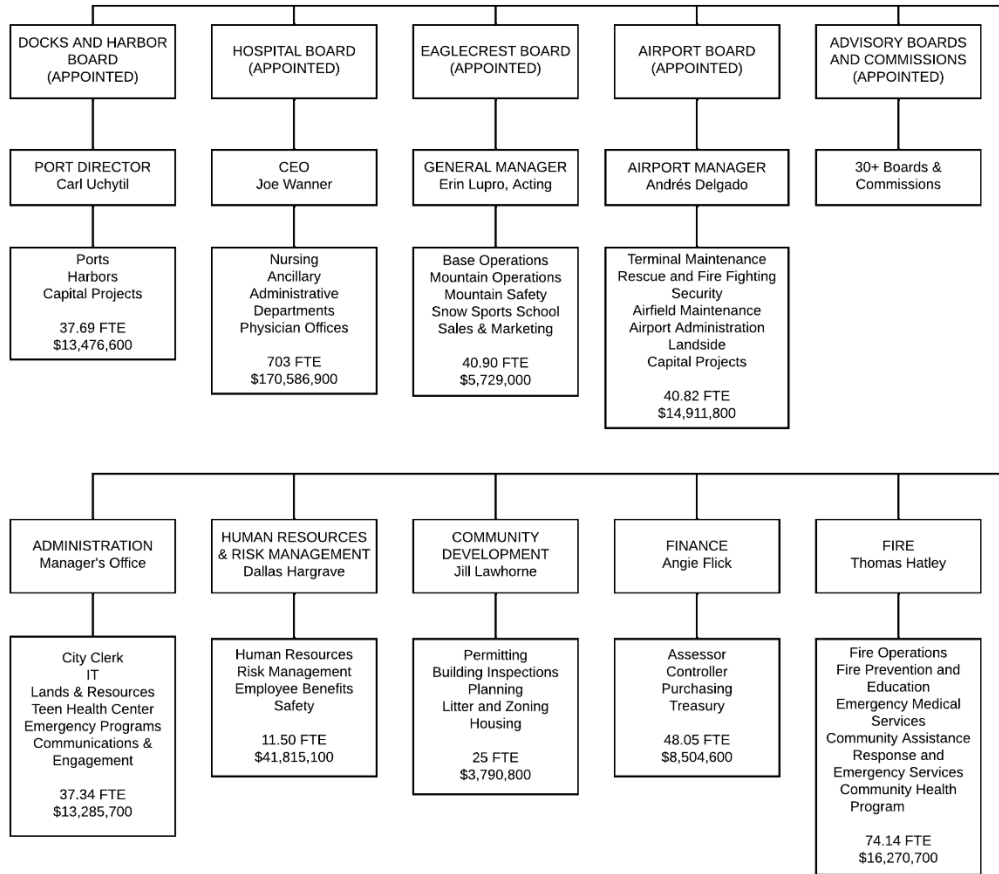 DOCKS AND HARBOR
BOARD
(APPOINTED)
HOSPITAL BOARD
(APPOINTED)
EAGLECREST BOARD
(APPOINTED)
AIRPORT BOARD
(APPOINTED)
ADVISORY BOARDS
AND COMMISSIONS
(APPOINTED)
PORT DIRECTOR
Carl Uchytil
CEO
Joe Wanner
GENERAL MANAGER
Erin Lupro, Acting
AIRPORT MANAGER
Andrés Delgado
30+ Boards &
Commissions
Ports
Harbors
Capital Projects
37.69 FTE
$13,476,600
Nursing
Ancillary
Administrative
Departments
Physician Offices
703 FTE
$170,586,900
Base Operations
Mountain Operations
Mountain Safety
Snow Sports School
Sales & Marketing
40.90 FTE
$5,729,000
Terminal Maintenance
Rescue and Fire Fighting
Security
Airfield Maintenance
Airport Administration
Landside
Capital Projects
40.82 FTE
$14,911,800
ADMINISTRATION
Manager's Office
HUMAN RESOURCES
& RISK MANAGEMENT
Dallas Hargrave
COMMUNITY
DEVELOPMENT
Jill Lawhorne
FINANCE
Angie Flick
FIRE
Thomas Hatley
City Clerk
IT
Lands & Resources
Teen Health Center
Emergency Programs
Communications &
Engagement
37.34 FTE
$13,285,700
Human Resources
Risk Management
Employee Benefits
Safety
11.50 FTE
$41,815,100
Permitting
Building Inspections
Planning
Litter and Zoning
Housing
25 FTE
$3,790,800
Assessor
Controller
Purchasing
Treasury
48.05 FTE
$8,504,600
Fire Operations
Fire Prevention and
Education
Emergency Medical
Services
Community Assistance
Response and
Emergency Services
Community Health
Program
74.14 FTE
$16,270,700